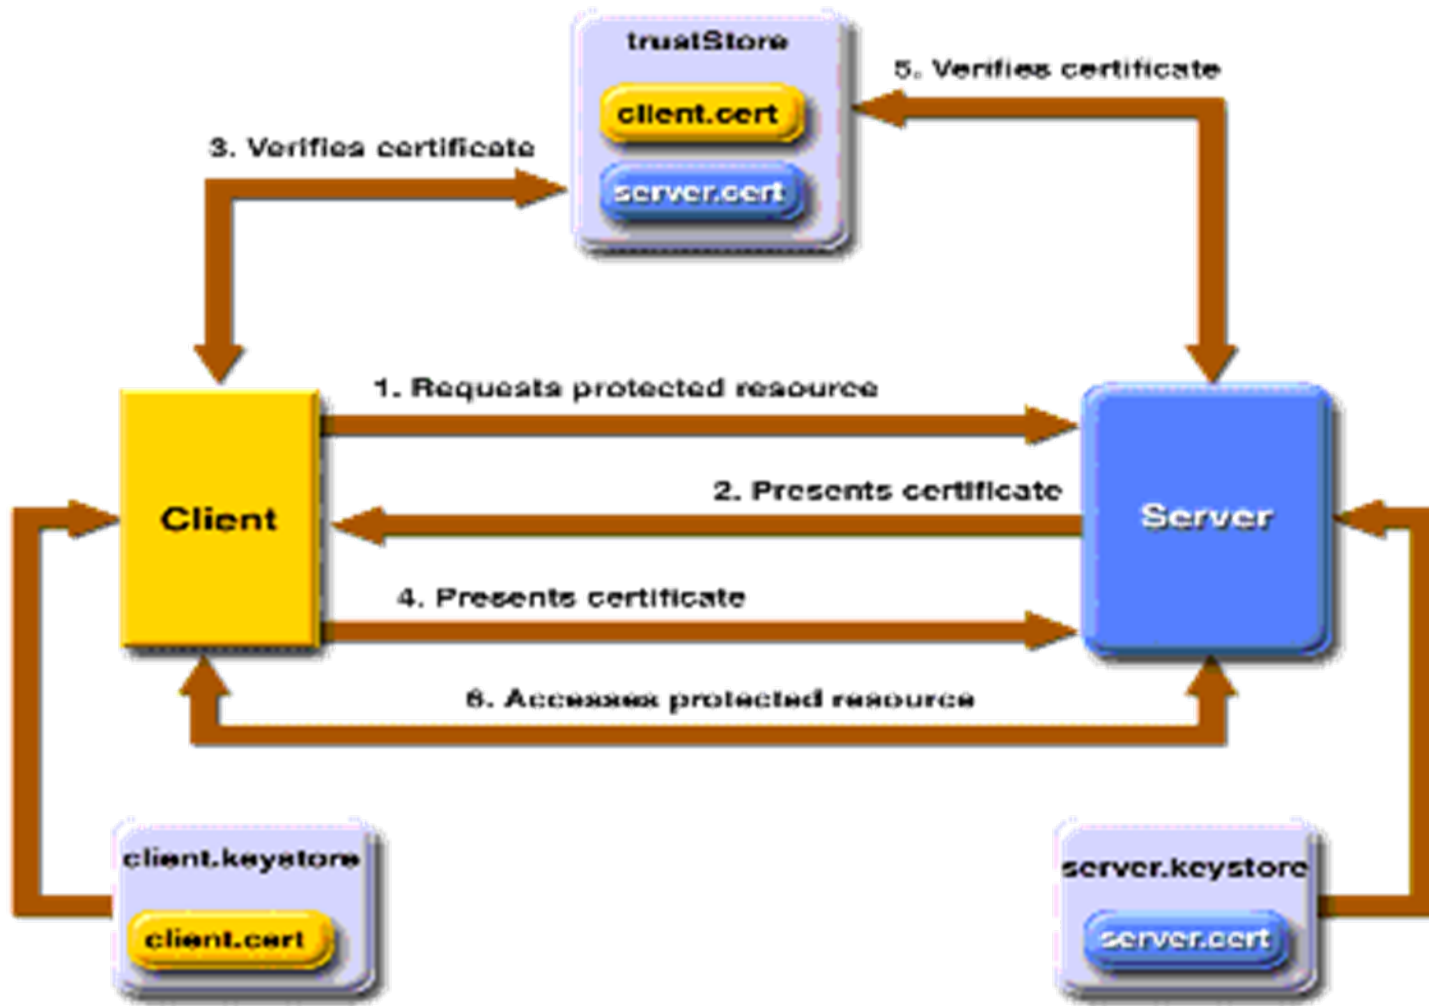 trustStore
5. Verifies certificate
client.cert
3. Verifies certificate
server.cert
1. Requests protected resource
2. Presents certificate
Client
Server
4. Presents certificate
6. Accesses protected resource
client.keystore
server.keystore
client.cert
server.cert